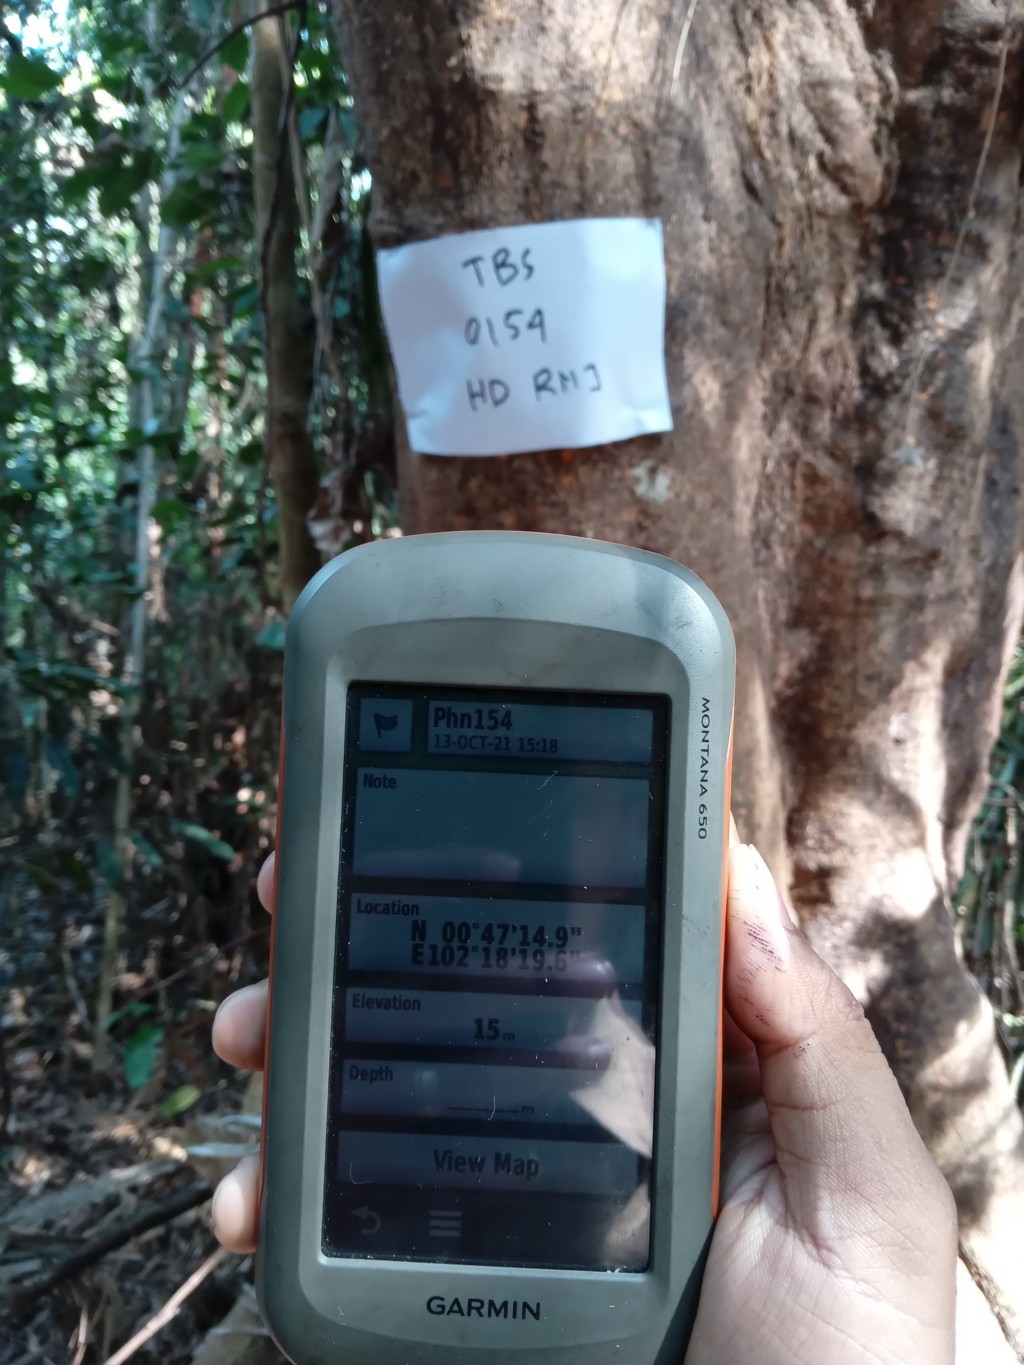 TBS
0154
HD RMJ
MONTANA 650
Phn154
13-OCT-21 15:18
Note
Location
N 00°47'14.9"
E102°18'19.6"
Elevation
15m
Depth
_____m
View Map
GARMIN